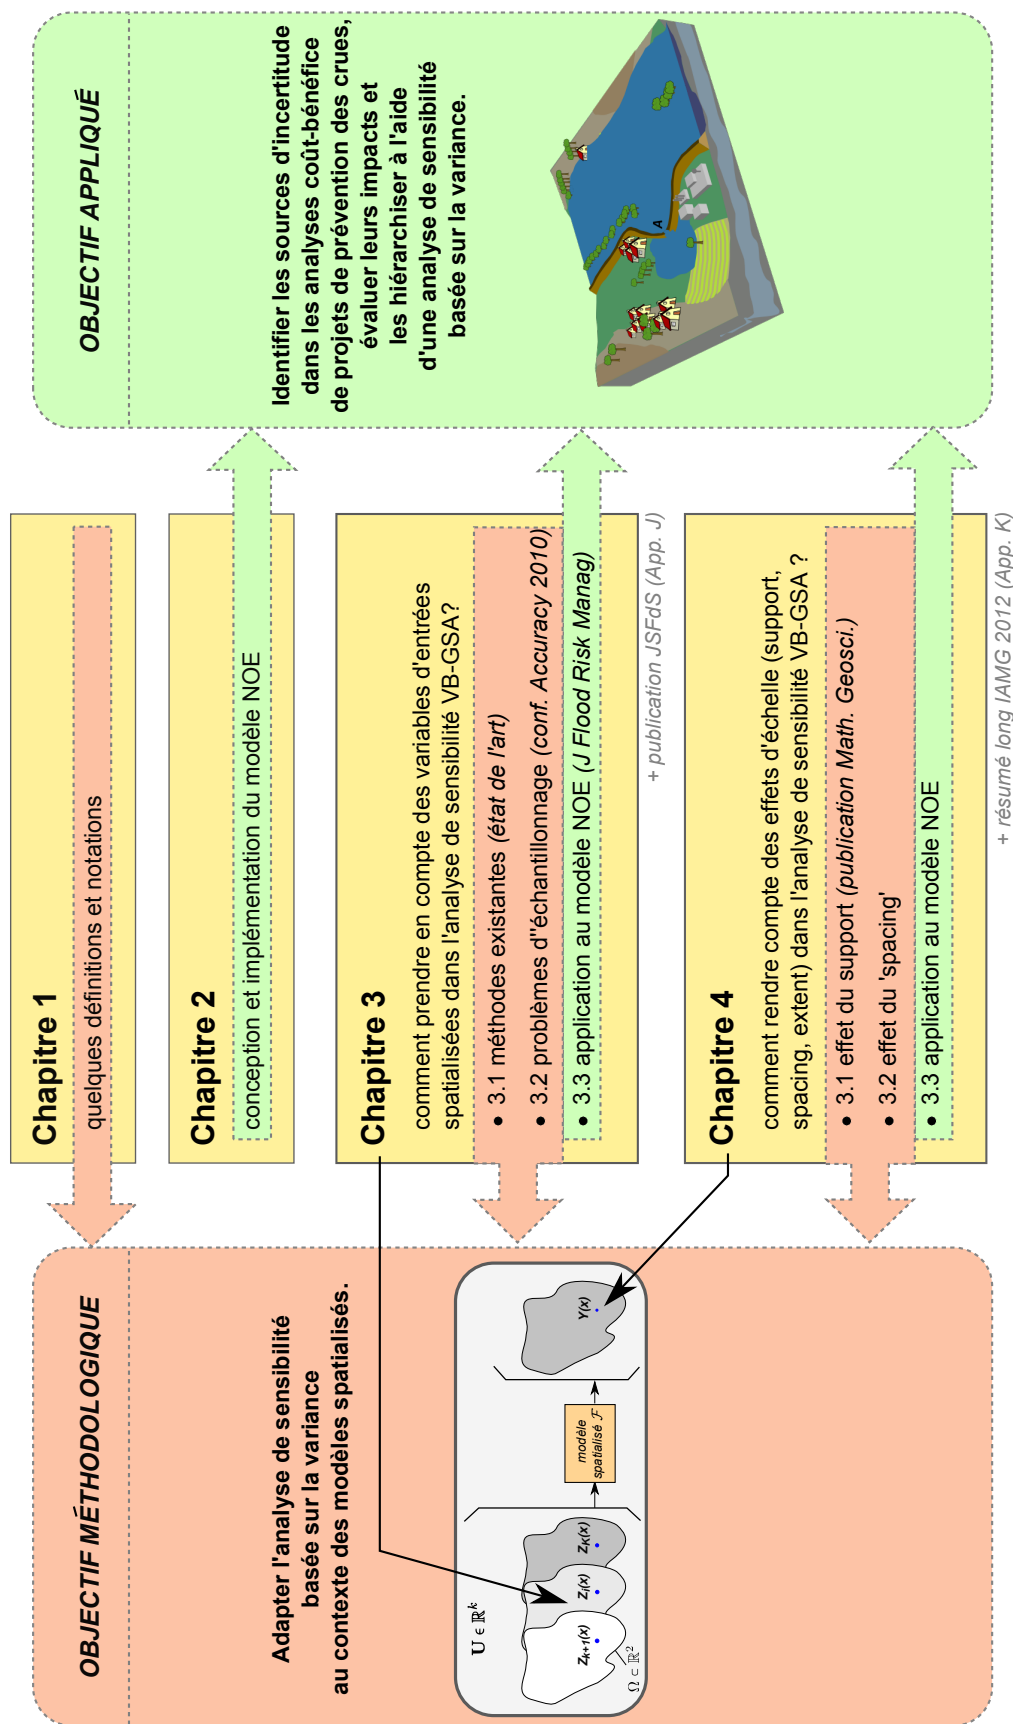 OBJECTIF MÉTHODOLOGIQUE
Adapter l'analyse de sensibilité
basée sur la variance
au contexte des modèles spatialisés.
U ∈ ℝᵏ
Zₖ₊₁(x)
Zᵢ(x)
Z_K(x)
Ω ⊂ ℝ²
modèle
spatialisé ℱ
Y(x)
Chapitre 1
quelques définitions et notations
Chapitre 2
conception et implémentation du modèle NOE
Chapitre 3
comment prendre en compte des variables d'entrées
spatialisées dans l'analyse de sensibilité VB-GSA?
• 3.1 méthodes existantes (état de l'art)
• 3.2 problèmes d''échantillonnage (conf. Accuracy 2010)
• 3.3 application au modèle NOE (J Flood Risk Manag)
+ publication JSFdS (App. J)
Chapitre 4
comment rendre compte des effets d'échelle (support,
spacing, extent) dans l'analyse de sensibilité VB-GSA ?
• 3.1 effet du support (publication Math. Geosci.)
• 3.2 effet du 'spacing'
• 3.3 application au modèle NOE
+ résumé long IAMG 2012 (App. K)
OBJECTIF APPLIQUÉ
Identifier les sources d'incertitude
dans les analyses coût-bénéfice
de projets de prévention des crues,
évaluer leurs impacts et
les hiérarchiser à l'aide
d'une analyse de sensibilité
basée sur la variance.
A